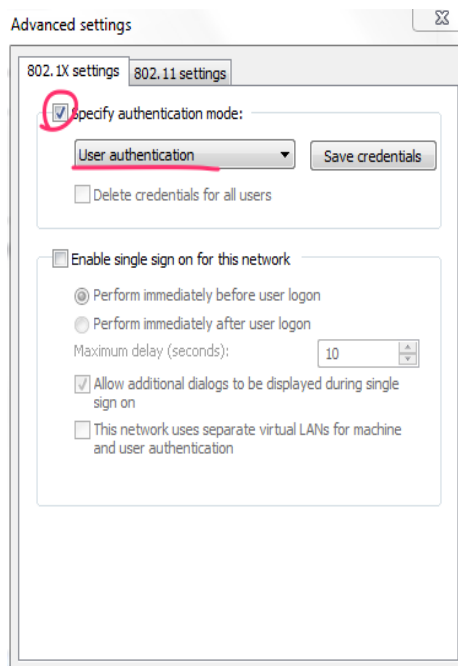 Advanced settings
802.1X settings
802.11 settings
Specify authentication mode:
User authentication
Save credentials
Delete credentials for all users
Enable single sign on for this network
Perform immediately before user logon
Perform immediately after user logon
Maximum delay (seconds):
10
Allow additional dialogs to be displayed during single
sign on
This network uses separate virtual LANs for machine
and user authentication